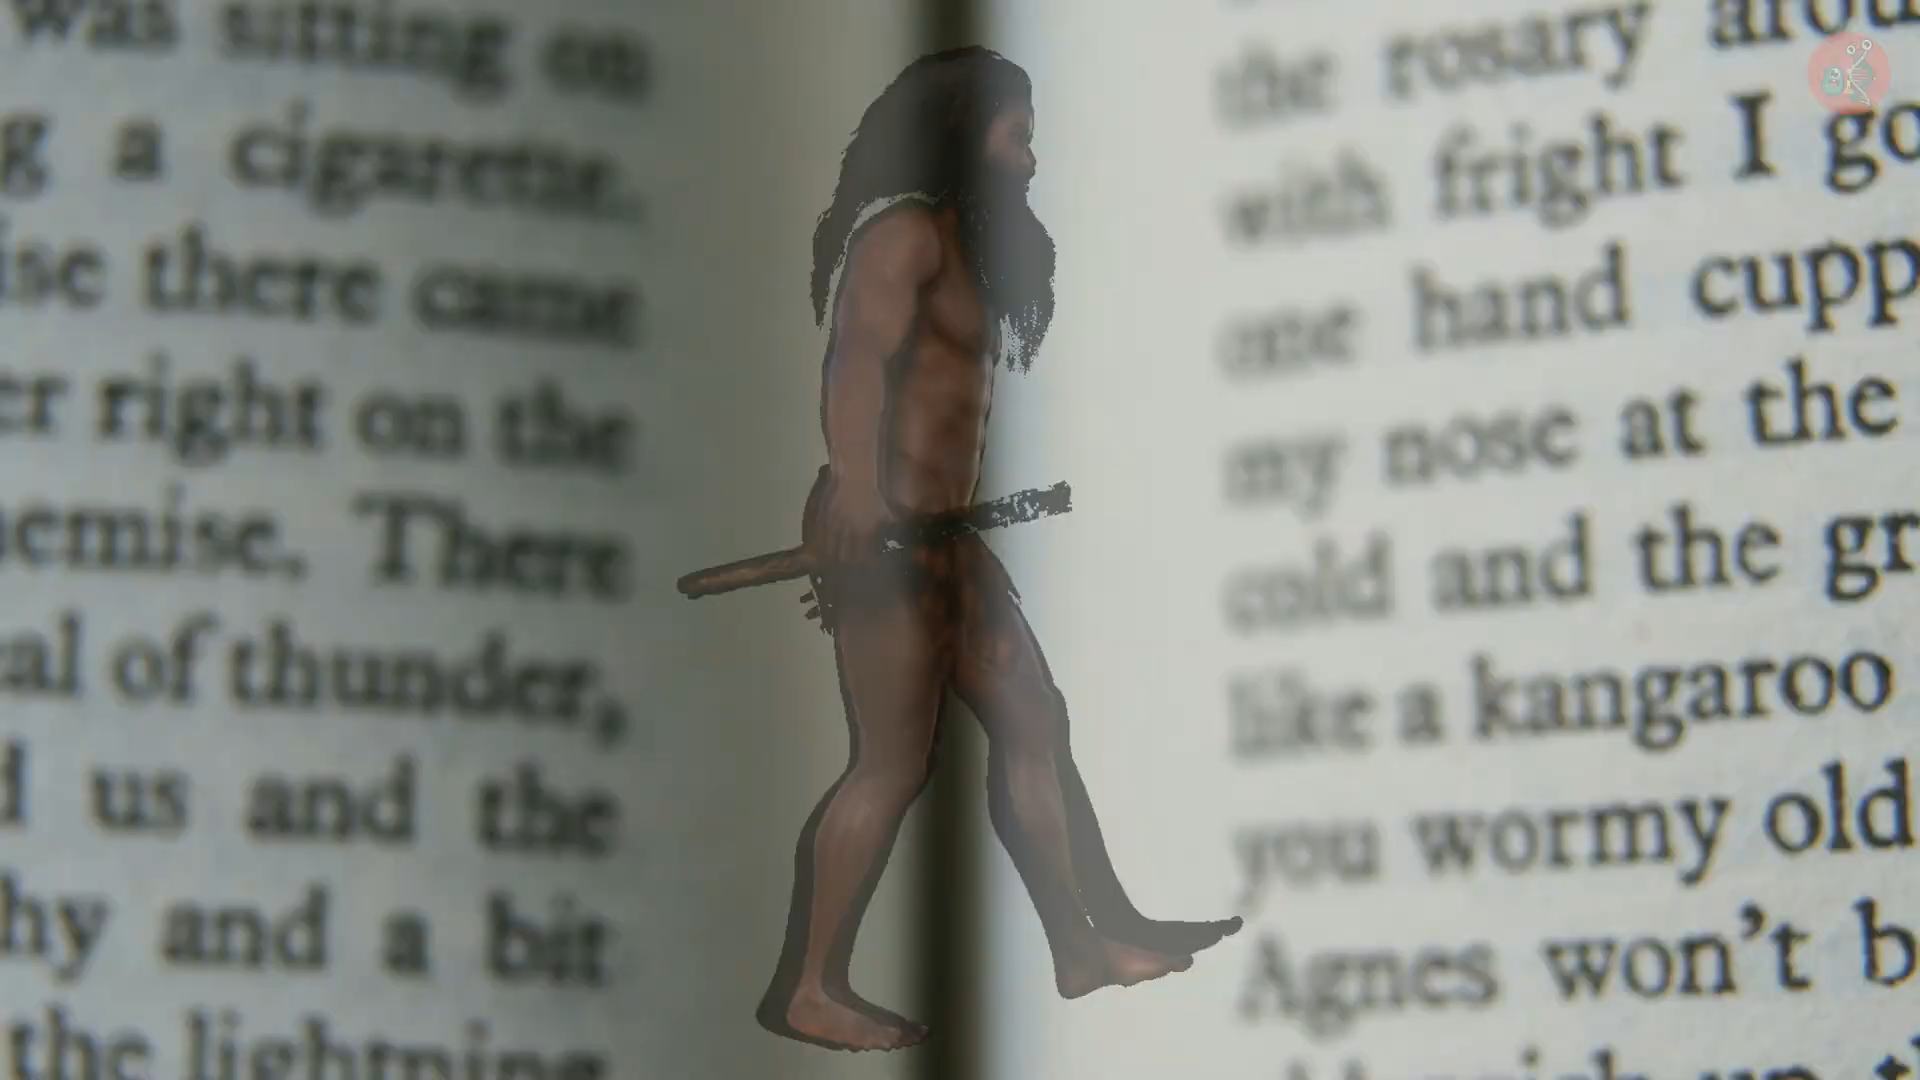 was sitting on
g a cigarette.
ise there came
er right on the
emise. There
al of thunder,
d us and the
hy and a bit
the lightning
the rosary arou
with fright I go
one hand cupp
my nose at the
cold and the gr
like a kangaroo
you wormy old
Agnes won't b